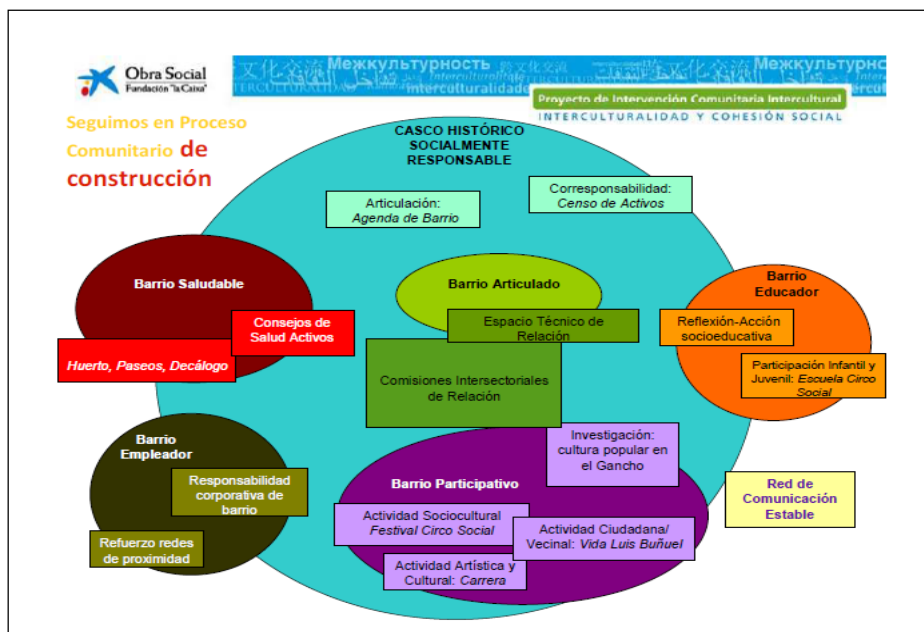 Obra Social
Fundación "la Caixa"
Межкультурность
Межкультурнос
Interculturalitate
interculturalidade
Proyecto de Intervención Comunitaria Intercultural
INTERCULTURALIDAD Y COHESIÓN SOCIAL
Seguimos en Proceso
Comunitario de
construcción
CASCO HISTÓRICO
SOCIALMENTE
RESPONSABLE
Articulación:
Agenda de Barrio
Corresponsabilidad:
Censo de Activos
Barrio Saludable
Consejos de
Salud Activos
Huerto, Paseos, Decálogo
Barrio Articulado
Espacio Técnico de
Relación
Comisiones Intersectoriales
de Relación
Barrio
Educador
Reflexión-Acción
socioeducativa
Participación Infantil y
Juvenil: Escuela Circo
Social
Barrio
Empleador
Responsabilidad
corporativa de
barrio
Refuerzo redes
de proximidad
Investigación:
cultura popular en
el Gancho
Barrio Participativo
Actividad Sociocultural
Festival Circo Social
Actividad Ciudadana/
Vecinal: Vida Luis Buñuel
Actividad Artística y
Cultural: Carrera
Red de
Comunicación
Estable